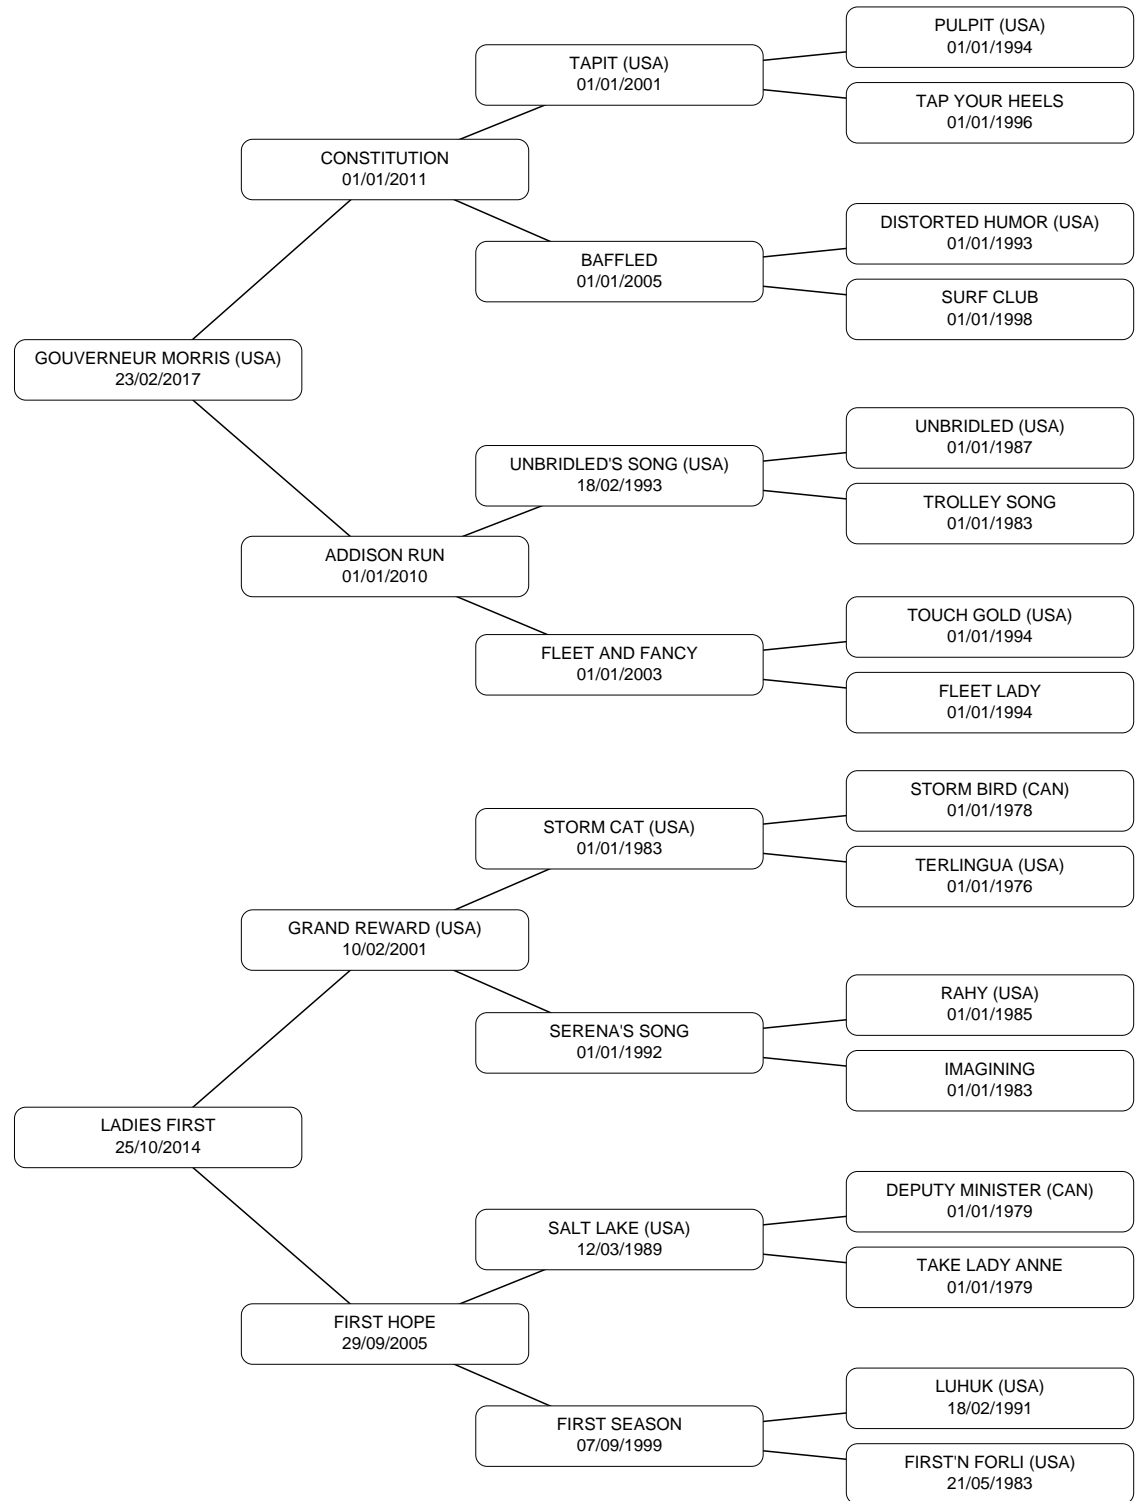 PULPIT (USA)
01/01/1994
TAPIT (USA)
01/01/2001
TAP YOUR HEELS
01/01/1996
CONSTITUTION
01/01/2011
DISTORTED HUMOR (USA)
01/01/1993
BAFFLED
01/01/2005
SURF CLUB
01/01/1998
GOUVERNEUR MORRIS (USA)
23/02/2017
UNBRIDLED (USA)
01/01/1987
UNBRIDLED'S SONG (USA)
18/02/1993
TROLLEY SONG
01/01/1983
ADDISON RUN
01/01/2010
TOUCH GOLD (USA)
01/01/1994
FLEET AND FANCY
01/01/2003
FLEET LADY
01/01/1994
STORM BIRD (CAN)
01/01/1978
STORM CAT (USA)
01/01/1983
TERLINGUA (USA)
01/01/1976
GRAND REWARD (USA)
10/02/2001
RAHY (USA)
01/01/1985
SERENA'S SONG
01/01/1992
IMAGINING
01/01/1983
LADIES FIRST
25/10/2014
DEPUTY MINISTER (CAN)
01/01/1979
SALT LAKE (USA)
12/03/1989
TAKE LADY ANNE
01/01/1979
FIRST HOPE
29/09/2005
LUHUK (USA)
18/02/1991
FIRST SEASON
07/09/1999
FIRST'N FORLI (USA)
21/05/1983